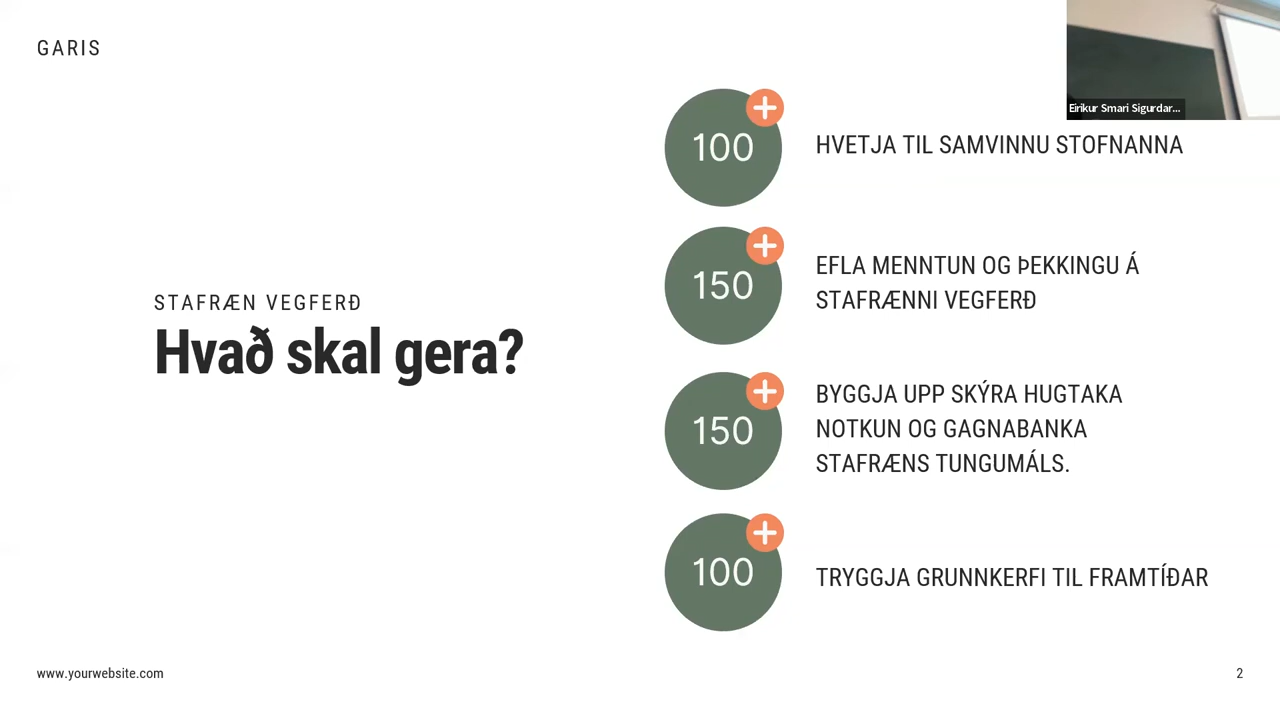 GARIS
Eirikur Smari Sigurdar...
100
HVETJA TIL SAMVINNU STOFNANNA
150
EFLA MENNTUN OG ÞEKKINGU Á
STAFRÆNNI VEGFERÐ
STAFRÆN VEGFERÐ
Hvað skal gera?
150
BYGGJA UPP SKÝRA HUGTAKA
NOTKUN OG GAGNABANKA
STAFRÆNS TUNGUMÁLS.
100
TRYGGJA GRUNNKERFI TIL FRAMTÍÐAR
www.yourwebsite.com
2